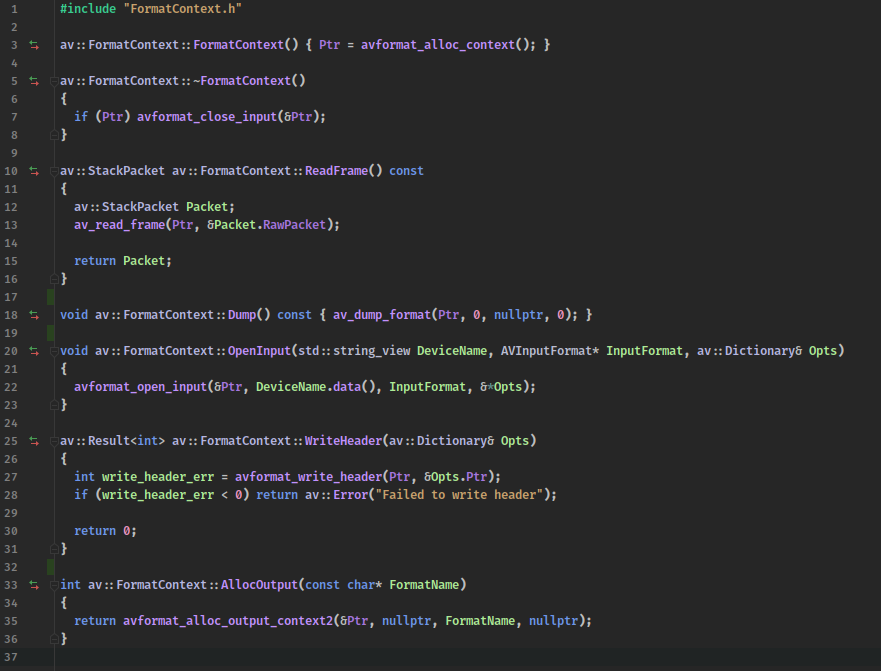 1 #include "FormatContext.h"
2
3 av::FormatContext::FormatContext() { Ptr = avformat_alloc_context(); }
4
5 av::FormatContext::~FormatContext()
6 {
7   if (Ptr) avformat_close_input(&Ptr);
8 }
9
10 av::StackPacket av::FormatContext::ReadFrame() const
11 {
12   av::StackPacket Packet;
13   av_read_frame(Ptr, &Packet.RawPacket);
14
15   return Packet;
16 }
17
18 void av::FormatContext::Dump() const { av_dump_format(Ptr, 0, nullptr, 0); }
19
20 void av::FormatContext::OpenInput(std::string_view DeviceName, AVInputFormat* InputFormat, av::Dictionary& Opts)
21 {
22   avformat_open_input(&Ptr, DeviceName.data(), InputFormat, &*Opts);
23 }
24
25 av::Result<int> av::FormatContext::WriteHeader(av::Dictionary& Opts)
26 {
27   int write_header_err = avformat_write_header(Ptr, &Opts.Ptr);
28   if (write_header_err < 0) return av::Error("Failed to write header");
29
30   return 0;
31 }
32
33 int av::FormatContext::AllocOutput(const char* FormatName)
34 {
35   return avformat_alloc_output_context2(&Ptr, nullptr, FormatName, nullptr);
36 }
37